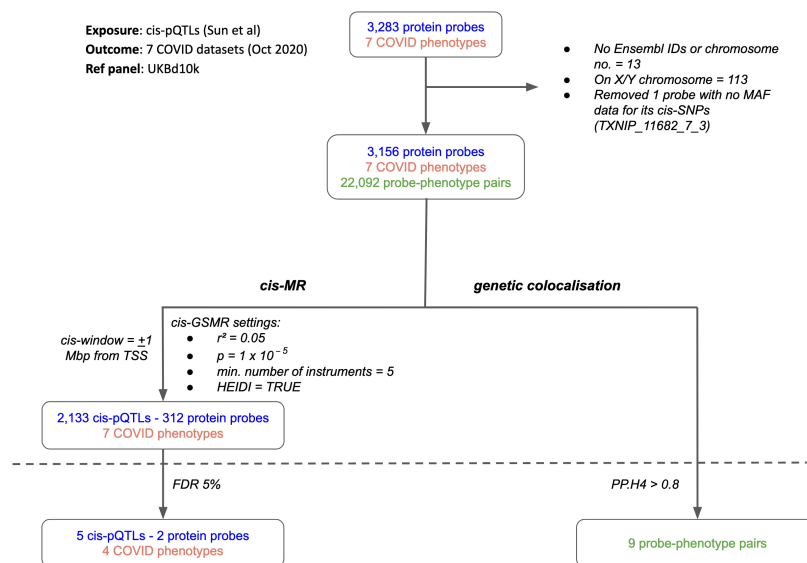 Exposure: cis-pQTLs (Sun et al)
Outcome: 7 COVID datasets (Oct 2020)
Ref panel: UKBd10k
3,283 protein probes
7 COVID phenotypes
● No Ensembl IDs or chromosome
no. = 13
● On X/Y chromosome = 113
● Removed 1 probe with no MAF
data for its cis-SNPs
(TXNIP_11682_7_3)
3,156 protein probes
7 COVID phenotypes
22,092 probe-phenotype pairs
cis-MR
genetic colocalisation
cis-window = ±1
Mbp from TSS
cis-GSMR settings:
● r² = 0.05
● p = 1 x 10⁻⁵
● min. number of instruments = 5
● HEIDI = TRUE
2,133 cis-pQTLs - 312 protein probes
7 COVID phenotypes
FDR 5%
PP.H4 > 0.8
5 cis-pQTLs - 2 protein probes
4 COVID phenotypes
9 probe-phenotype pairs